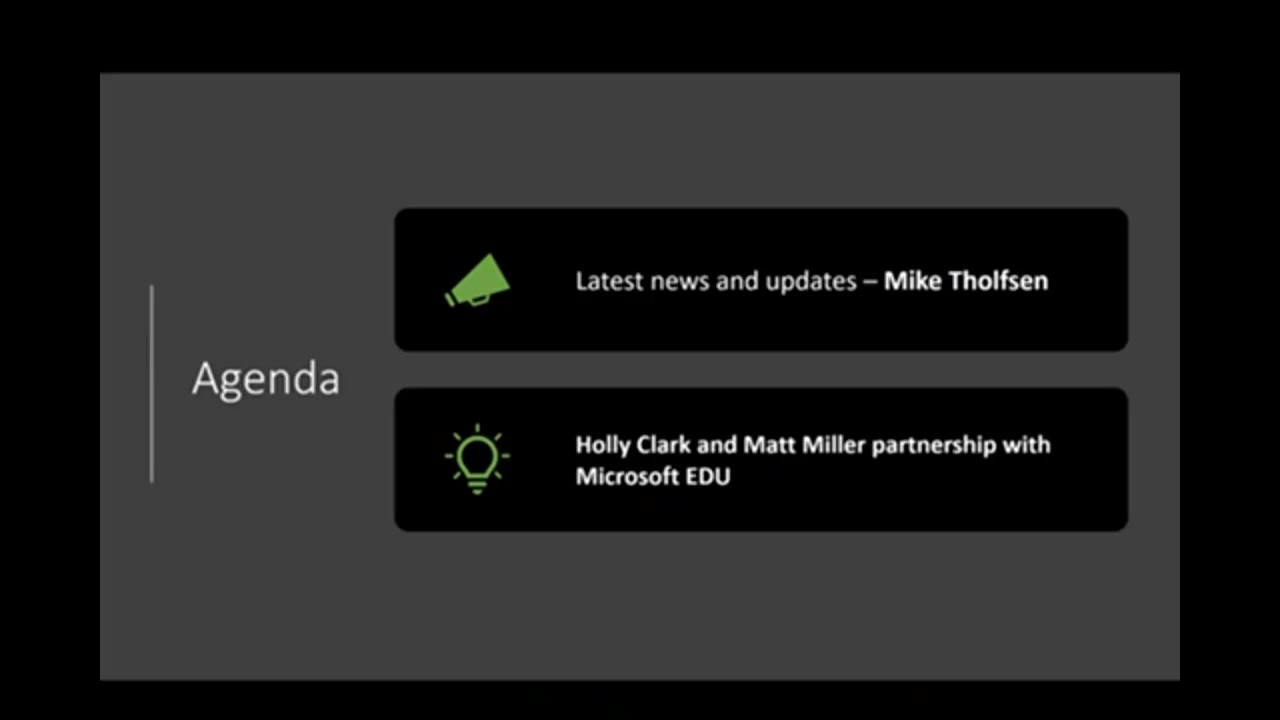 Agenda
Latest news and updates – Mike Tholfsen
Holly Clark and Matt Miller partnership with
Microsoft EDU